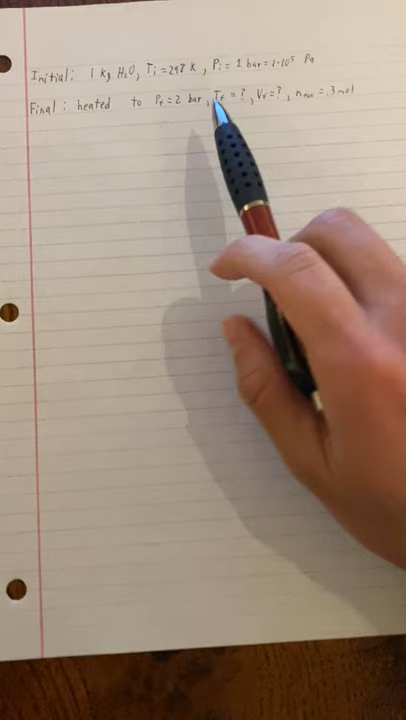 Initial: 1 kg H₂O, Tᵢ = 298 K, Pᵢ = 1 bar = 1·10⁵ Pa
Final: heated to P_f = 2 bar, T_f = ?, V_f = ?, = .3 mol